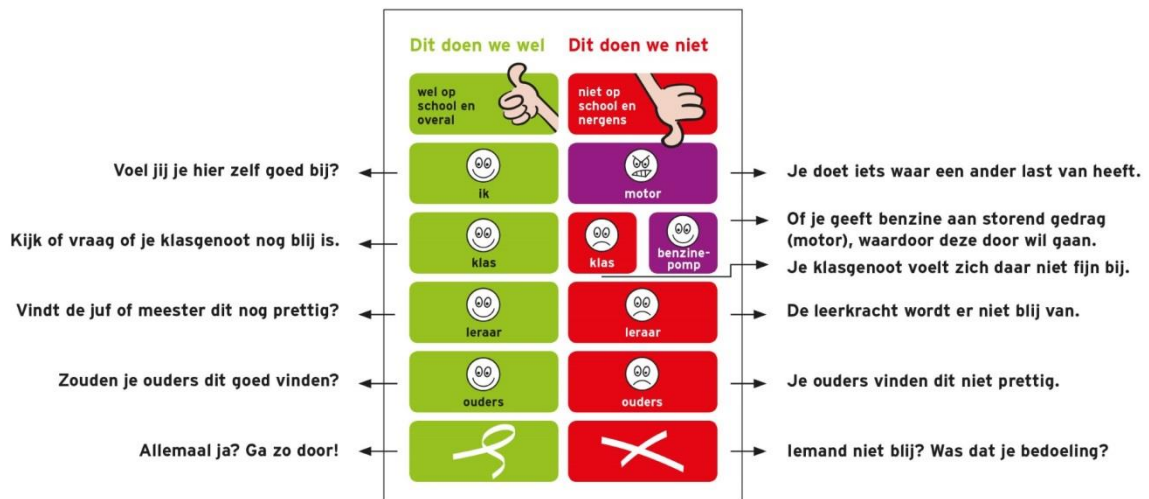 Dit doen we wel
Dit doen we niet
wel op
school en
overal
niet op
school en
nergens
Voel jij je hier zelf goed bij?
ik
motor
Je doet iets waar een ander last van heeft.
Kijk of vraag of je klasgenoot nog blij is.
klas
klas
benzine-
pomp
Of je geeft benzine aan storend gedrag
(motor), waardoor deze door wil gaan.
Je klasgenoot voelt zich daar niet fijn bij.
Vindt de juf of meester dit nog prettig?
leraar
leraar
De leerkracht wordt er niet blij van.
Zouden je ouders dit goed vinden?
ouders
ouders
Je ouders vinden dit niet prettig.
Allemaal ja? Ga zo door!
Iemand niet blij? Was dat je bedoeling?